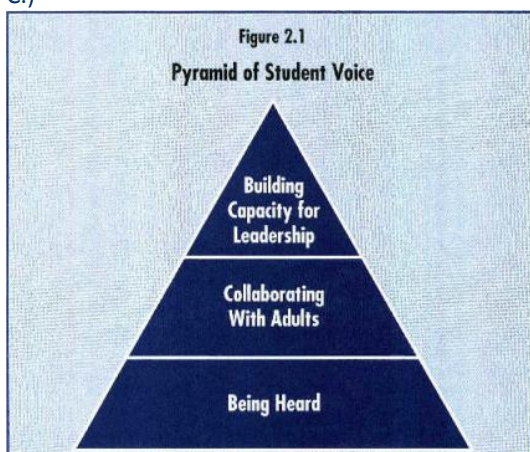 Figure 2.1
Pyramid of Student Voice
Building
Capacity for
Leadership
Collaborating
With Adults
Being Heard